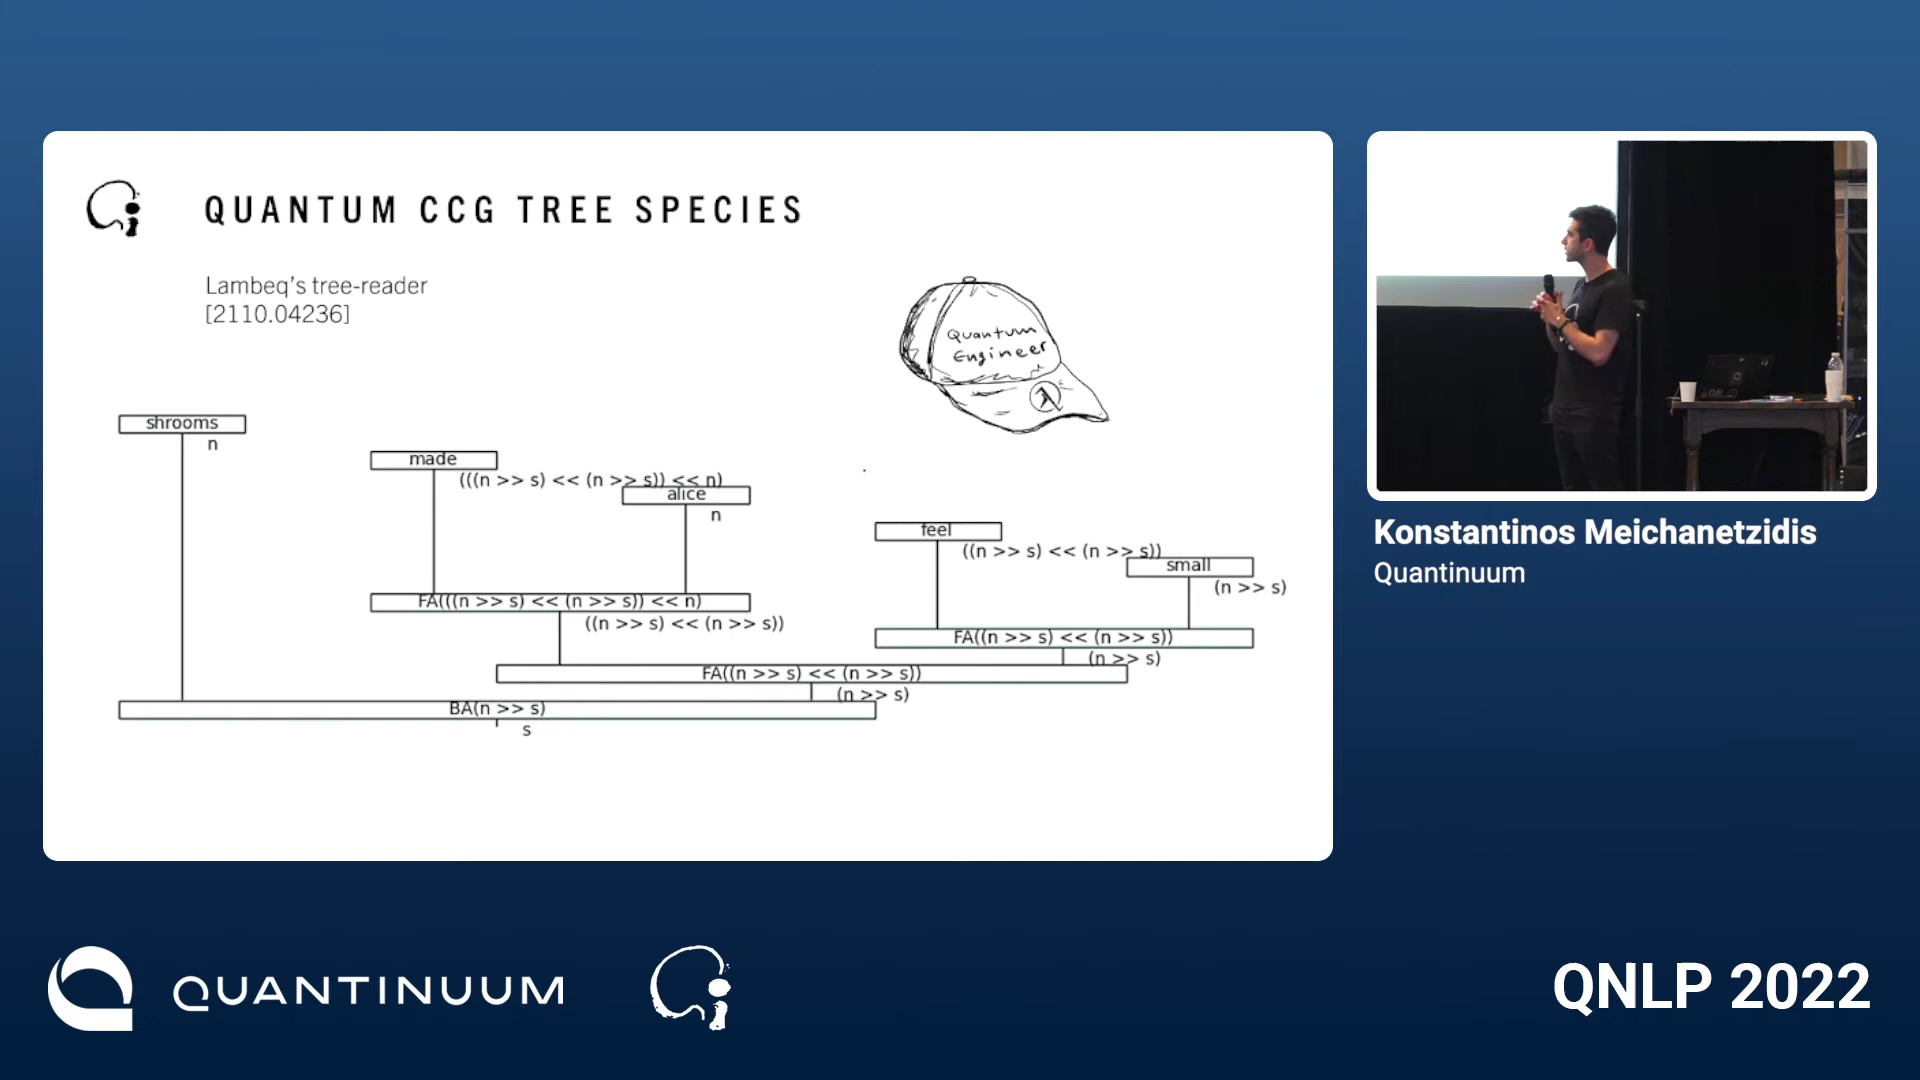 QUANTUM CCG TREE SPECIES
Lambeq's tree-reader
[2110.04236]
Quantum
Engineer
shrooms
n
made
(((n >> s) << (n >> s)) << n)
alice
n
feel
((n >> s) << (n >> s))
small
(n >> s)
FA(((n >> s) << (n >> s)) << n)
((n >> s) << (n >> s))
FA((n >> s) << (n >> s))
(n >> s)
FA((n >> s) << (n >> s))
(n >> s)
BA(n >> s)
s
Konstantinos Meichanetzidis
Quantinuum
QUANTINUUM
QNLP 2022